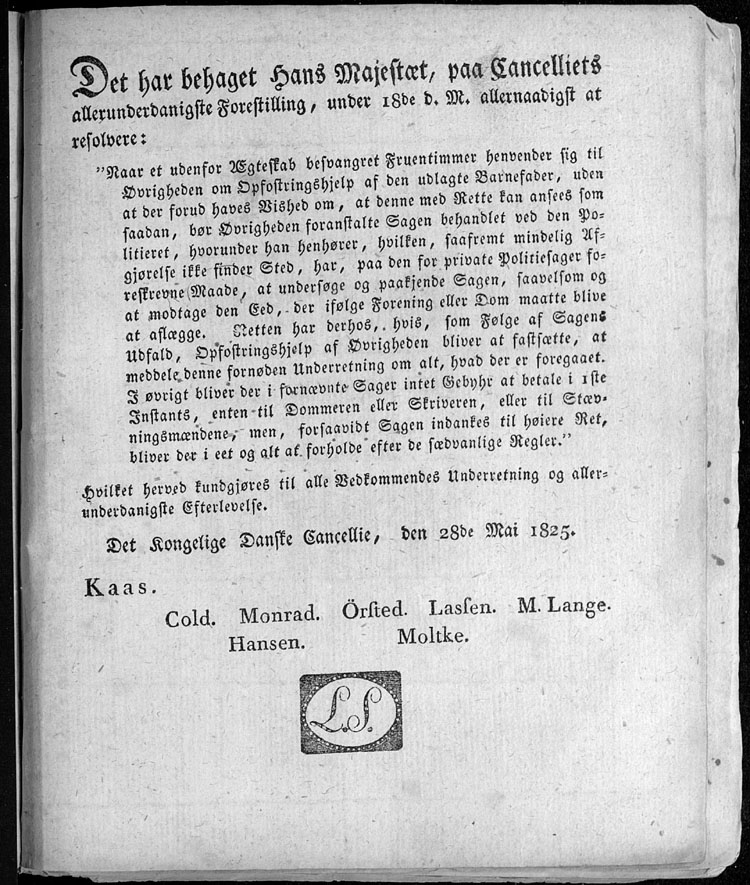 Det har behaget Hans Majestæt, paa Cancelliets
allerunderdanigste Forestilling, under 18de d. M. allernaadigst at
resolvere:
"Naar et udenfor Ægteskab besvangret Fruentimmer henvender sig til
Øvrigheden om Opfostringshjelp af den udlagte Barnefader, uden
at der forud haves Vished om, at denne med Rette kan ansees som
saadan, bør Øvrigheden foranstalte Sagen behandlet ved den Po-
litieret, hvorunder han henhører, hvilken, saafremt mindelig Af-
gjørelse ikke finder Sted, har, paa den for private Politiesager fo-
reskrevne Maade, at undersøge og paakjende Sagen, saavelsom og
at modtage den Eed, der ifølge Forening eller Dom maatte blive
at aflægge. Retten har derhos, hvis, som Følge af Sagens
Udfald, Opfostringshjelp af Øvrigheden bliver at fastsætte, at
meddele denne fornøden Underretning om alt, hvad der er foregaaet.
I øvrigt bliver der i fornævnte Sager intet Gebyhr at betale i 1ste
Instants, enten til Dommeren eller Skriveren, eller til Stæv-
ningsmændene, men, forsaavidt Sagen indankes til høiere Ret,
bliver der i eet og alt at forholde efter de sædvanlige Regler."
Hvilket herved kundgjøres til alle Vedkommendes Underretning og aller-
underdanigste Efterlevelse.
Det Kongelige Danske Cancellie, den 28de Mai 1825.
Kaas.
Cold. Monrad. Örsted. Lassen. M. Lange.
Hansen. Moltke.
L.S.